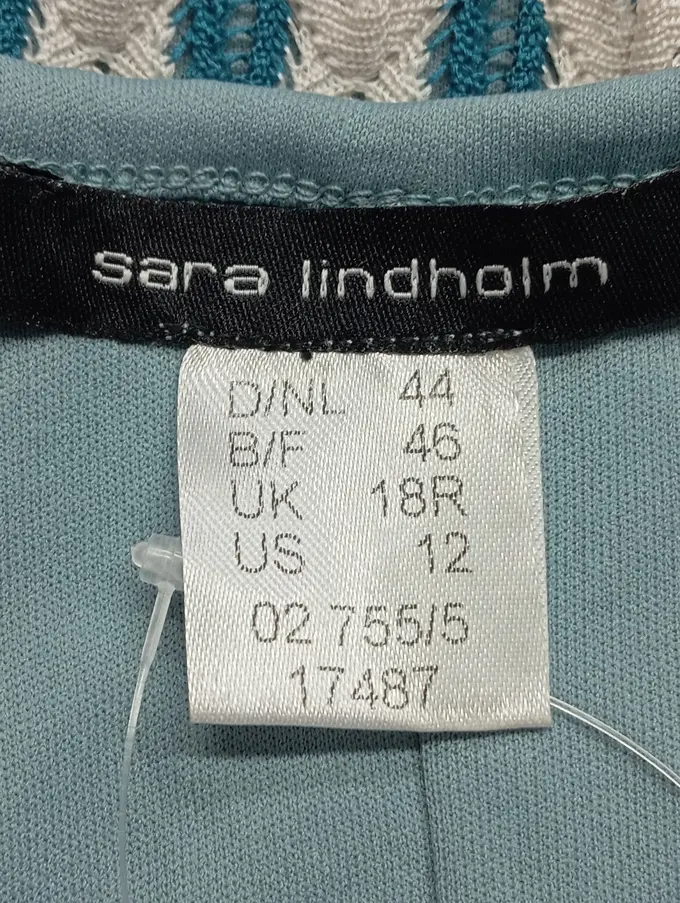 sara lindholm
D/NL 44
B/F 46
UK 18R
US 12
02 755/5
17487